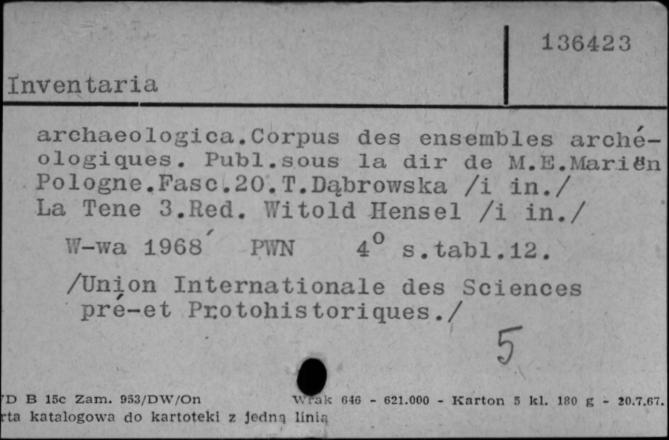 136423
Inventaria
archaeologica.Corpus des ensembles arché-
ologiques. Publ.sous la dir de M.E.Mariën
Pologne.Fasc.20.T.Dąbrowska /i in./
La Tene 3.Red. Witold Hensel /i in./
W-wa 1968 PWN 4° s.tabl.12.
/Union Internationale des Sciences
pré-et Protohistoriques./
5
D B 15c Zam. 953/DW/On Wrak 646 - 621.000 - Karton 5 kl. 180 g - 20.7.67.
rta katalogowa do kartoteki z jedną linią